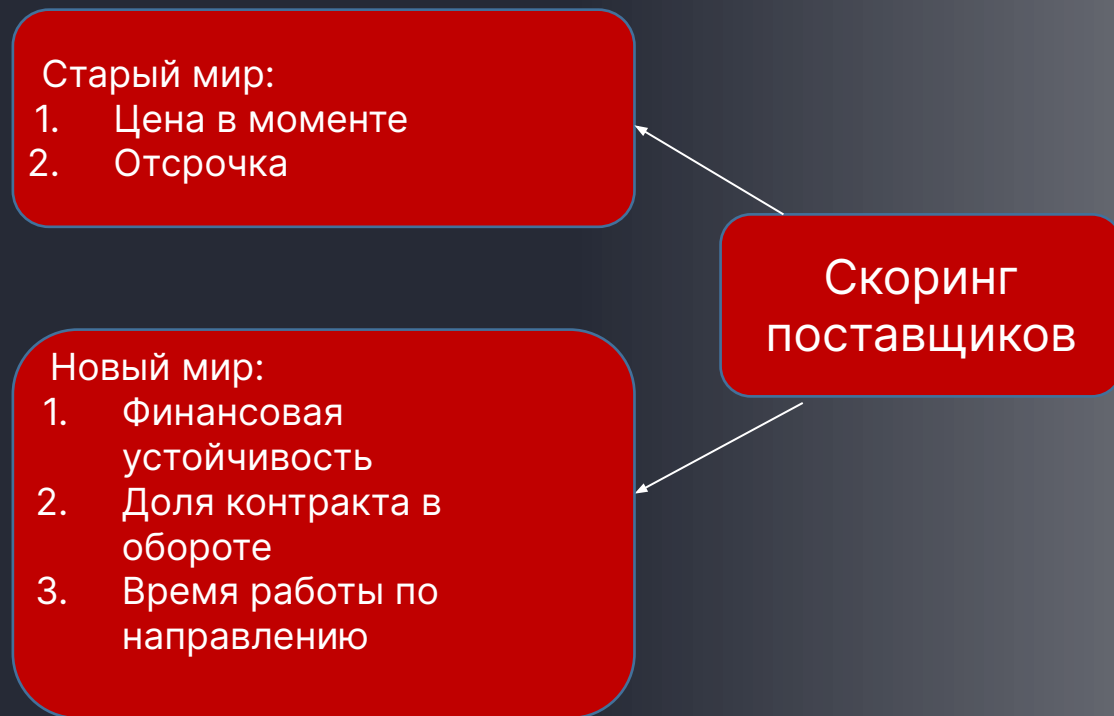 Старый мир:
1. Цена в моменте
2. Отсрочка
Скоринг
поставщиков
Новый мир:
1. Финансовая
устойчивость
2. Доля контракта в
обороте
3. Время работы по
направлению